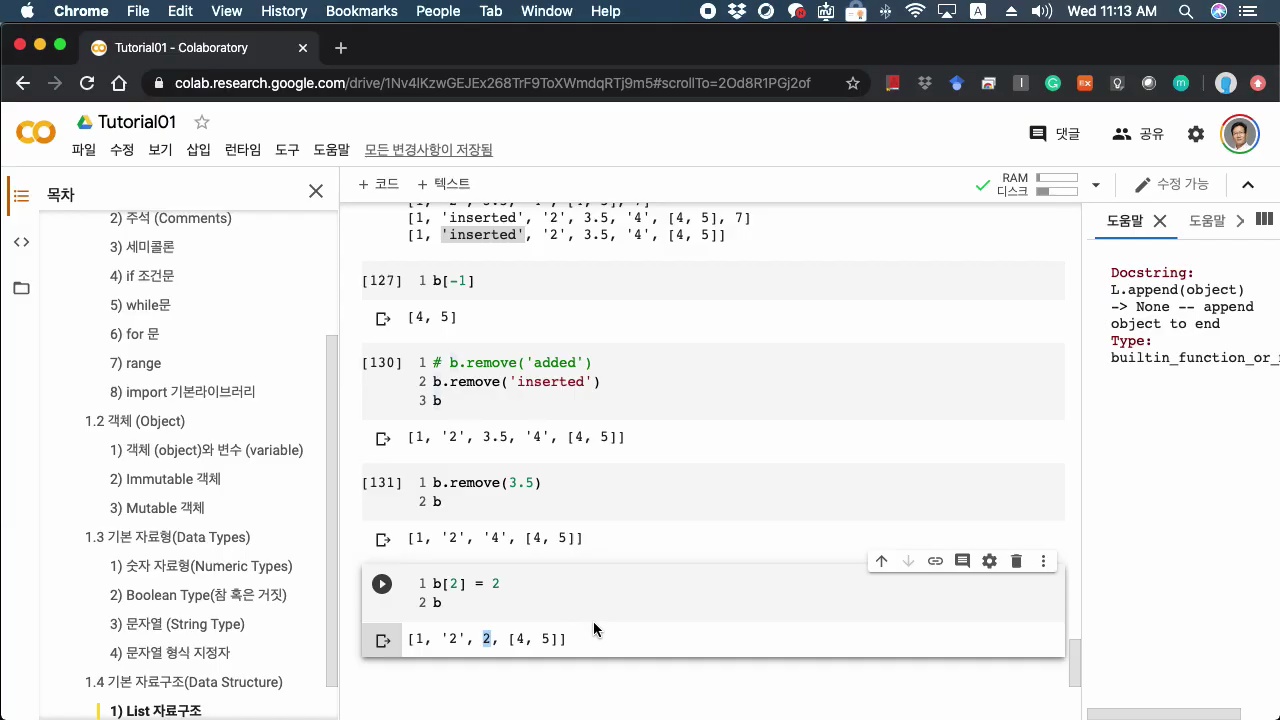 Chrome File Edit View History Bookmarks People Tab Window Help Wed 11:13 AM
Tutorial01 - Colaboratory
colab.research.google.com/drive/1Nv4lKzwGEJEx268TrF9ToXWmdqRTj9m5#scrollTo=2Od8R1PGj2of
Tutorial01
댓글 공유
파일 수정 보기 삽입 런타임 도구 도움말 모든 변경사항이 저장됨
목차
+ 코드 + 텍스트
RAM
디스크
수정 가능
2) 주석 (Comments)
3) 세미콜론
4) if 조건문
5) while문
6) for 문
7) range
8) import 기본라이브러리
1.2 객체 (Object)
1) 객체 (object)와 변수 (variable)
2) Immutable 객체
3) Mutable 객체
1.3 기본 자료형(Data Types)
1) 숫자 자료형(Numeric Types)
2) Boolean Type(참 혹은 거짓)
3) 문자열 (String Type)
4) 문자열 형식 지정자
1.4 기본 자료구조(Data Structure)
1) List 자료구조
[1, 'inserted', '2', 3.5, '4', [4, 5], 7]
[1, 'inserted', '2', 3.5, '4', [4, 5]]
[127] 1 b[-1]
[4, 5]
[130] 1 # b.remove('added')
2 b.remove('inserted')
3 b
[1, '2', 3.5, '4', [4, 5]]
[131] 1 b.remove(3.5)
2 b
[1, '2', '4', [4, 5]]
1 b[2] = 2
2 b
[1, '2', 2, [4, 5]]
도움말 도움말
Docstring:
L.append(object)
-> None -- append
object to end
Type:
builtin_function_or_